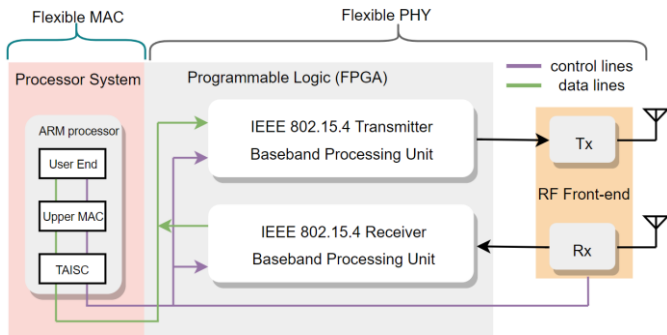 Flexible MAC
Flexible PHY
Processor System
Programmable Logic (FPGA)
control lines
data lines
ARM processor
User End
Upper MAC
TAISC
IEEE 802.15.4 Transmitter
Baseband Processing Unit
IEEE 802.15.4 Receiver
Baseband Processing Unit
Tx
RF Front-end
Rx